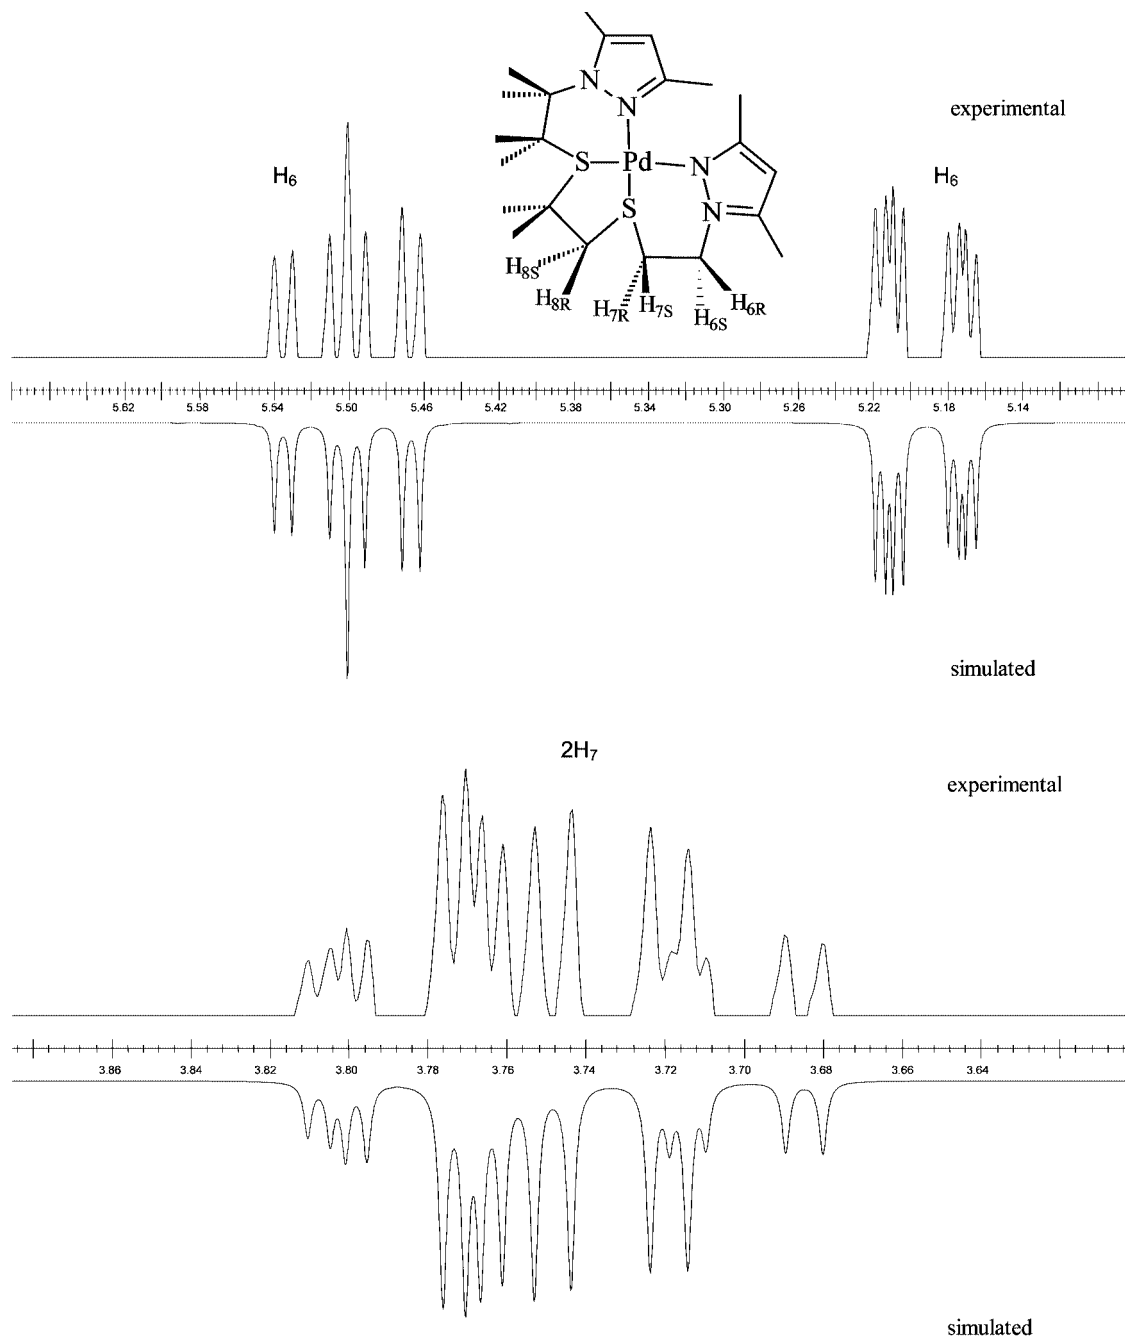 experimental
H6
H6
N
N
S
Pd
N
S
N
H8S
H8R
H7R
H7S
H6S
H6R
5.62 5.58 5.54 5.50 5.46 5.42 5.38 5.34 5.30 5.26 5.22 5.18 5.14
simulated
2H7
experimental
3.86 3.84 3.82 3.80 3.78 3.76 3.74 3.72 3.70 3.68 3.66 3.64
simulated